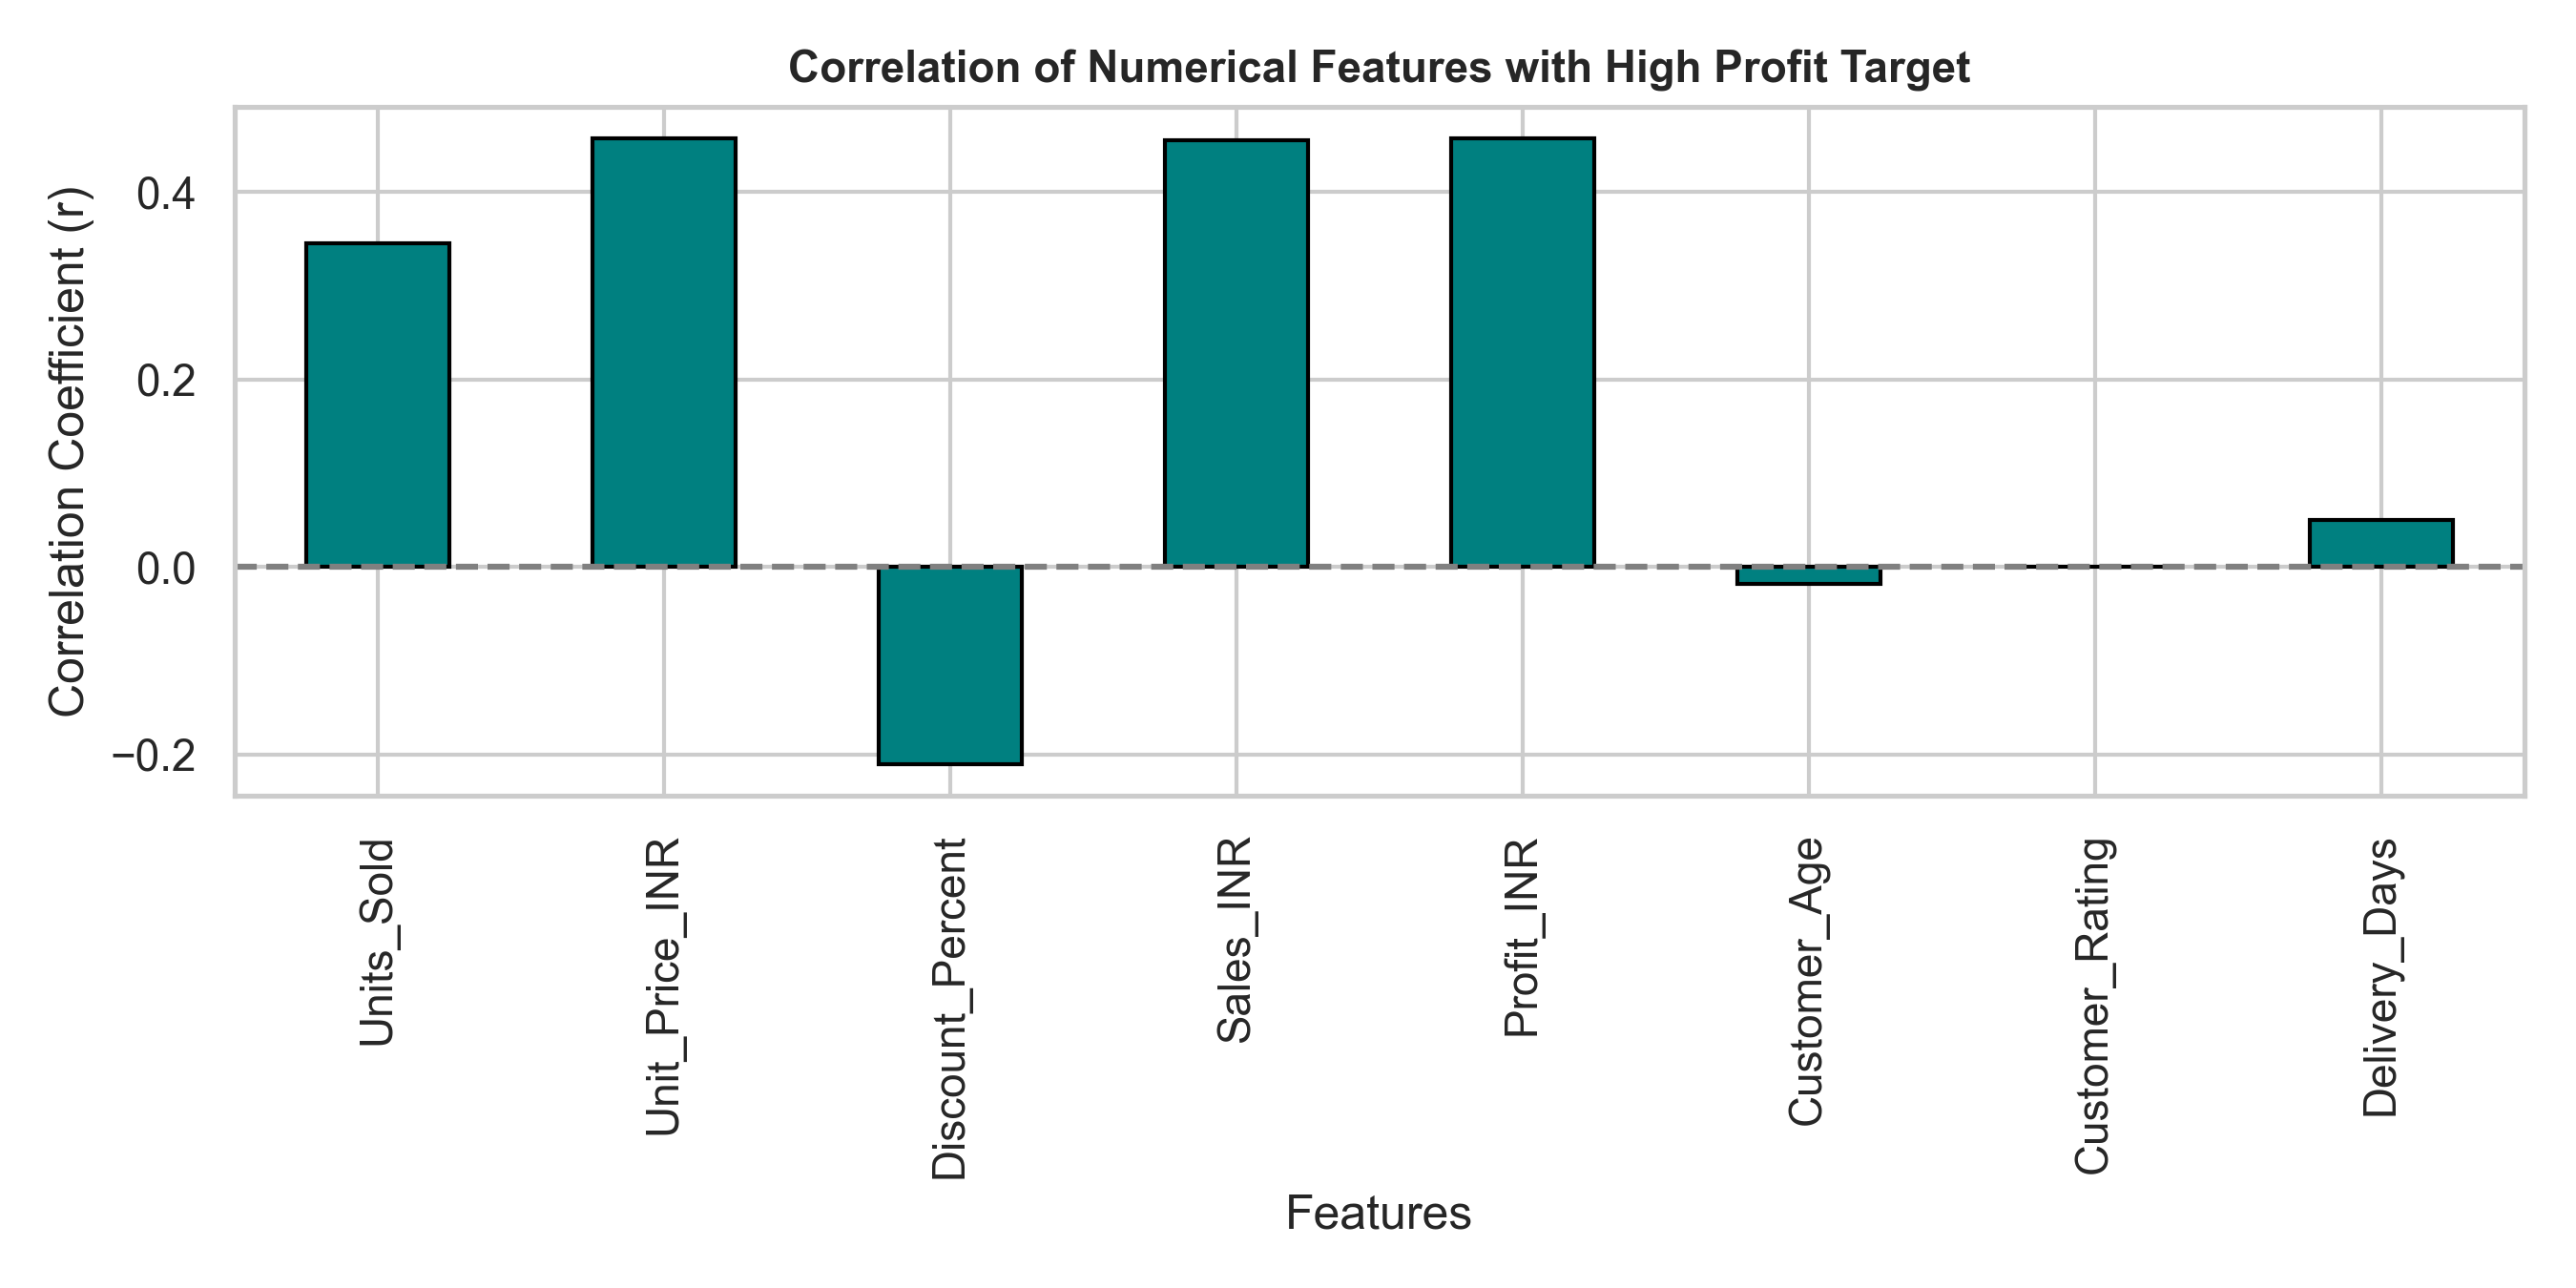 Correlation of Numerical Features with High Profit Target
Correlation Coefficient (r)
0.4
0.2
0.0
−0.2
Units_Sold
Unit_Price_INR
Discount_Percent
Sales_INR
Profit_INR
Customer_Age
Customer_Rating
Delivery_Days
Features